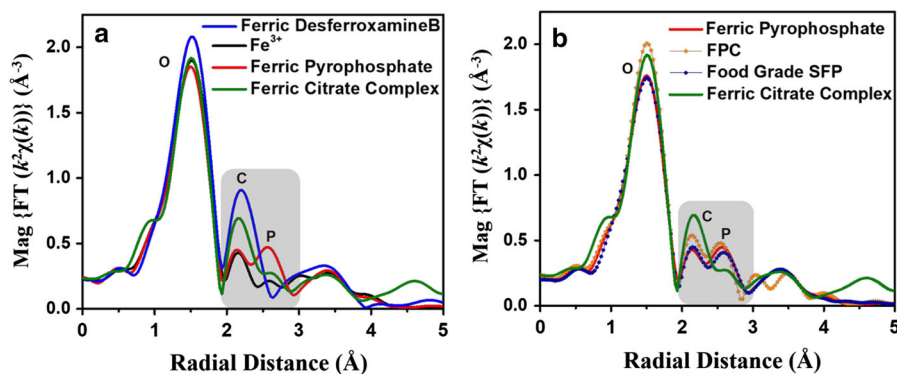 a
Ferric DesferroxamineB
Fe³⁺
Ferric Pyrophosphate
Ferric Citrate Complex
O
C
P
2.0
1.5
1.0
0.5
0.0
0 1 2 3 4 5
Mag {FT (k²χ(k))} (Å⁻³)
Radial Distance (Å)
b
Ferric Pyrophosphate
FPC
Food Grade SFP
Ferric Citrate Complex
O
C
P
2.0
1.5
1.0
0.5
0.0
0 1 2 3 4 5
Mag {FT (k²χ(k))} (Å⁻³)
Radial Distance (Å)